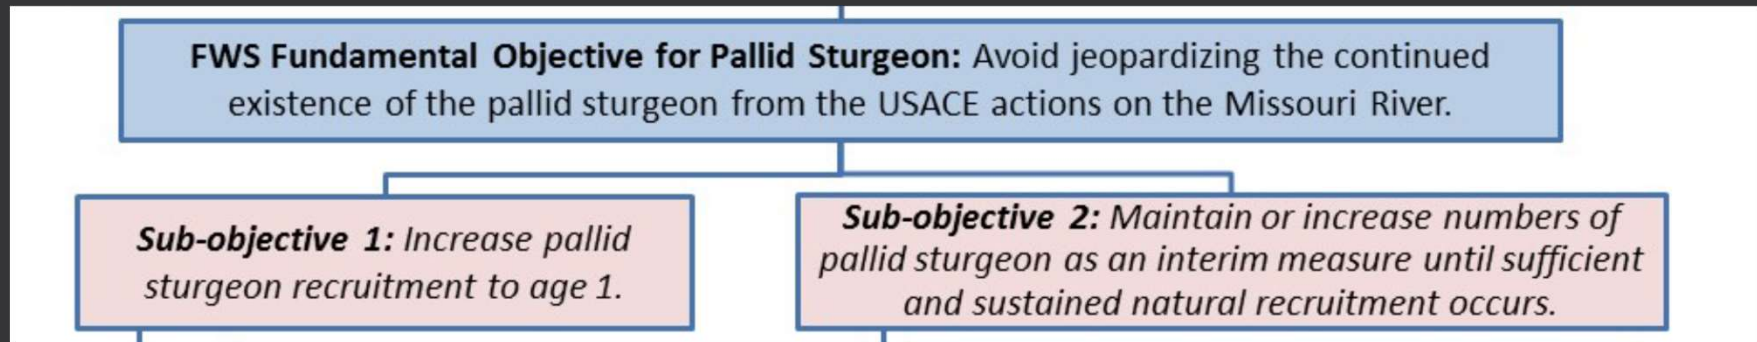 FWS Fundamental Objective for Pallid Sturgeon: Avoid jeopardizing the continued
existence of the pallid sturgeon from the USACE actions on the Missouri River.
Sub-objective 1: Increase pallid
sturgeon recruitment to age 1.
Sub-objective 2: Maintain or increase numbers of
pallid sturgeon as an interim measure until sufficient
and sustained natural recruitment occurs.